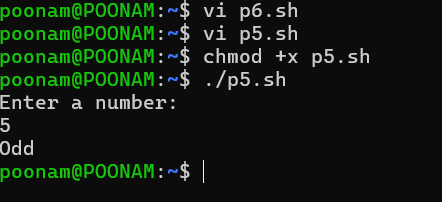 poonam@POONAM:~$ vi p6.sh
poonam@POONAM:~$ vi p5.sh
poonam@POONAM:~$ chmod +x p5.sh
poonam@POONAM:~$ ./p5.sh
Enter a number:
5
Odd
poonam@POONAM:~$